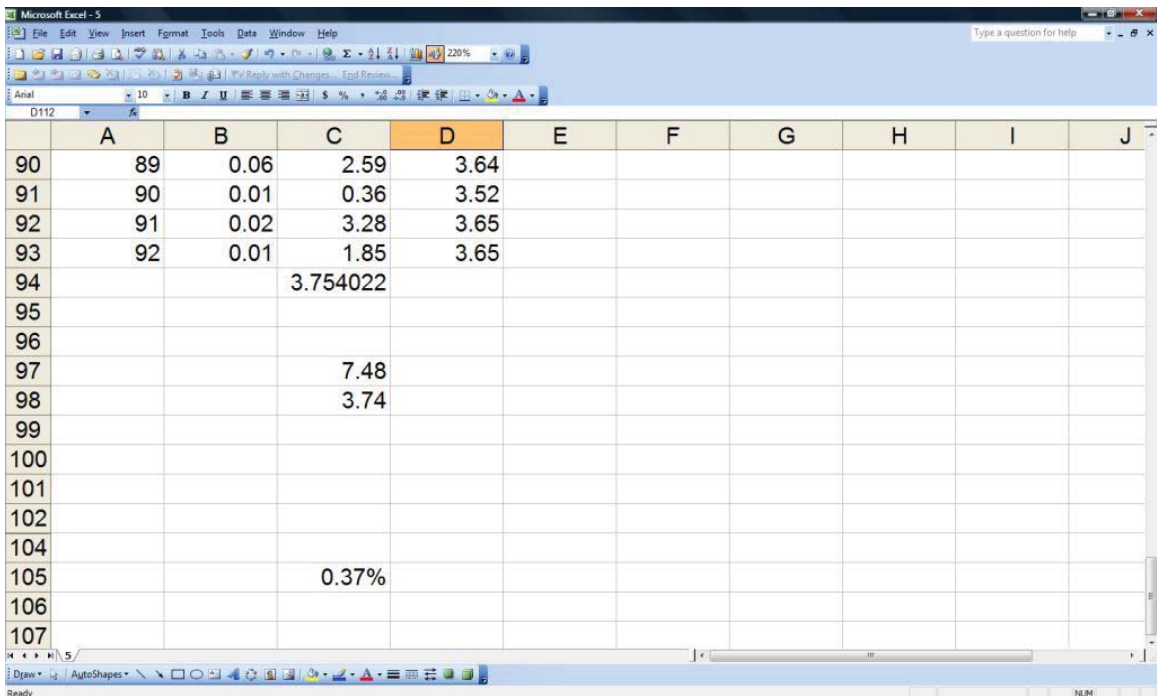 Microsoft Excel - 5
File Edit View Insert Format Tools Data Window Help Type a question for help
220%
Reply with Changes... End Review...
Arial 10 B I U $ % ,
D112 fx
A B C D E F G H I J
90 89 0.06 2.59 3.64
91 90 0.01 0.36 3.52
92 91 0.02 3.28 3.65
93 92 0.01 1.85 3.65
94 3.754022
95
96
97 7.48
98 3.74
99
100
101
102
104
105 0.37%
106
107
5
Draw AutoShapes
Ready NUM